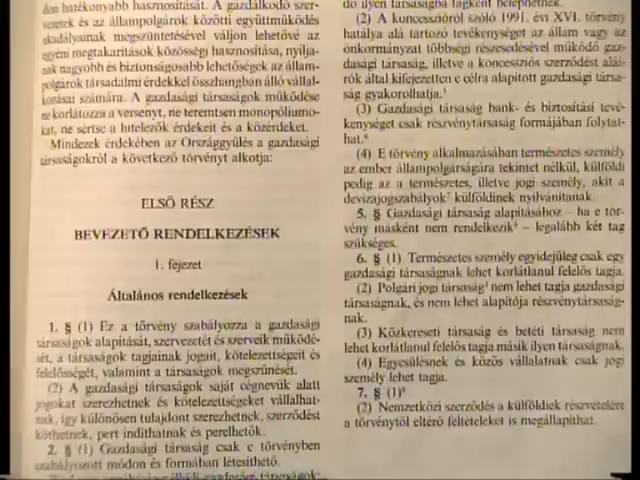 don hatékonyabb hasznosítását. A gazdálkodó szer-
vezetek és az állampolgárok közötti együttműködés
akadályainak megszüntetésével váljon lehetővé az
egyéni megtakarítások közösségi hasznosítása, nyílja-
nak nagyobb és biztonságosabb lehetőségek az állam-
polgárok társadalmi érdekkel összhangban álló vállal-
kozásai számára. A gazdasági társaságok működése
ne korlátozza a versenyt, ne teremtsen monopóliumo-
kat, ne sértse a hitelezők érdekeit és a közérdeket.
Mindezek érdekében az Országgyűlés a gazdasági
társaságokról a következő törvényt alkotja:
ELSŐ RÉSZ
BEVEZETŐ RENDELKEZÉSEK
1. fejezet
Általános rendelkezések
1. § (1) Ez a törvény szabályozza a gazdasági
társaságok alapítását, szervezetét és szerveik működé-
sét, a társaságok tagjainak jogait, kötelezettségeit és
felelősségét, valamint a társaságok megszűnését.
(2) A gazdasági társaságok saját cégnevük alatt
jogokat szerezhetnek és kötelezettségeket vállalhat-
nak, így különösen tulajdont szerezhetnek, szerződést
köthetnek, pert indíthatnak és perelhetők.
2. § (1) Gazdasági társaság csak e törvényben
szabályozott módon és formában létesíthető.
do ilyen társaságba tagként beléphetnek.
(2) A koncesszióról szóló 1991. évi XVI. törvény
hatálya alá tartozó tevékenységet az állam vagy az
önkormányzat többségi részesedésével működő gaz-
dasági társaság, illetve a koncessziós szerződést aláí-
rók által kifejezetten e célra alapított gazdasági társa-
ság gyakorolhatja.
(3) Gazdasági társaság bank- és biztosítási tevé-
kenységet csak részvénytársaság formájában folytat-
hat.
(4) E törvény alkalmazásában természetes személy
az ember állampolgárságára tekintet nélkül, külföldi
pedig az a természetes, illetve jogi személy, akit a
devizajogszabályok külföldinek nyilvánítanak.
5. § Gazdasági társaság alapításához – ha e tör-
vény másként nem rendelkezik – legalább két tag
szükséges.
6. § (1) Természetes személy egyidejűleg csak egy
gazdasági társaságnak lehet korlátlanul felelős tagja.
(2) Polgári jogi társaság nem lehet tagja gazdasági
társaságnak, és nem lehet alapítója részvénytársaság-
nak.
(3) Közkereseti társaság és betéti társaság nem
lehet korlátlanul felelős tagja másik ilyen társaságnak.
(4) Egyesülésnek és közös vállalatnak csak jogi
személy lehet tagja.
7. § (1)
(2) Nemzetközi szerződés a külföldiek részvételére
a törvénytől eltérő feltételeket is megállapíthat.